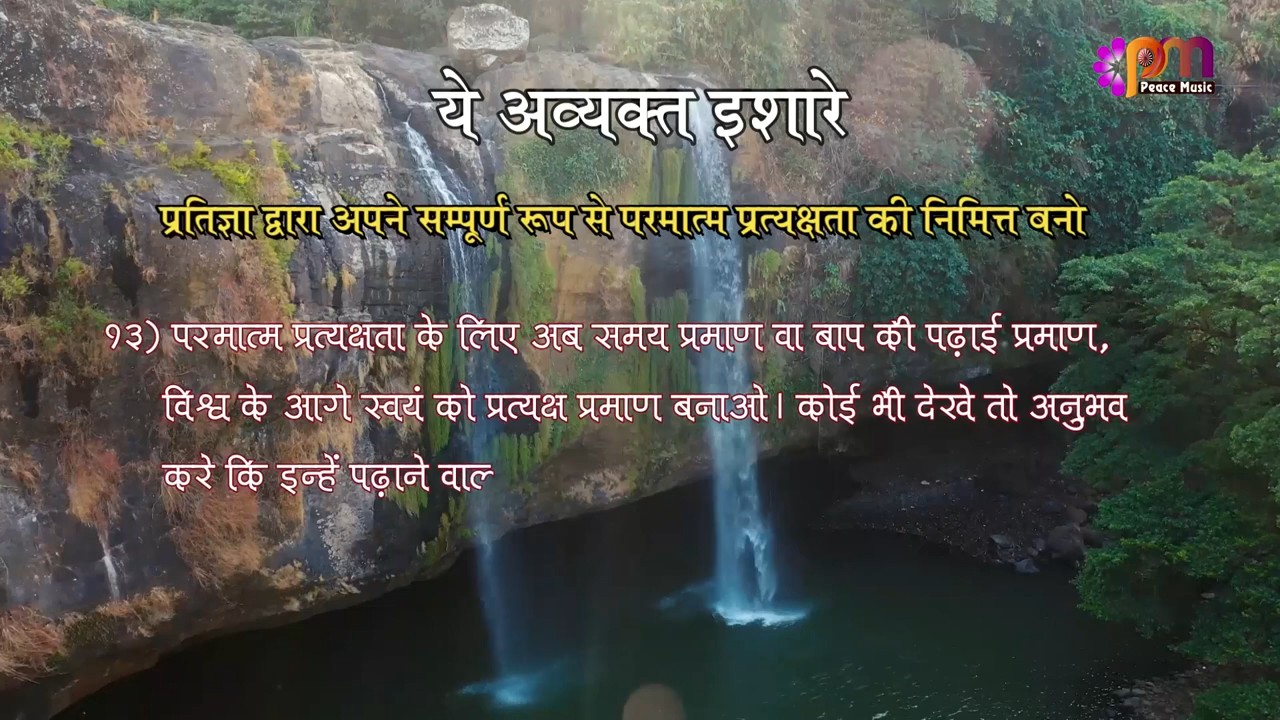 pm
Peace Music
ये अव्यक्त इशारे
प्रतिज्ञा द्वारा अपने सम्पूर्ण रूप से परमात्म प्रत्यक्षता की निमित्त बनो
१३) परमात्म प्रत्यक्षता के लिए अब समय प्रमाण वा बाप की पढ़ाई प्रमाण,
विश्व के आगे स्वयं को प्रत्यक्ष प्रमाण बनाओ। कोई भी देखे तो अनुभव
करे कि इन्हें पढ़ाने